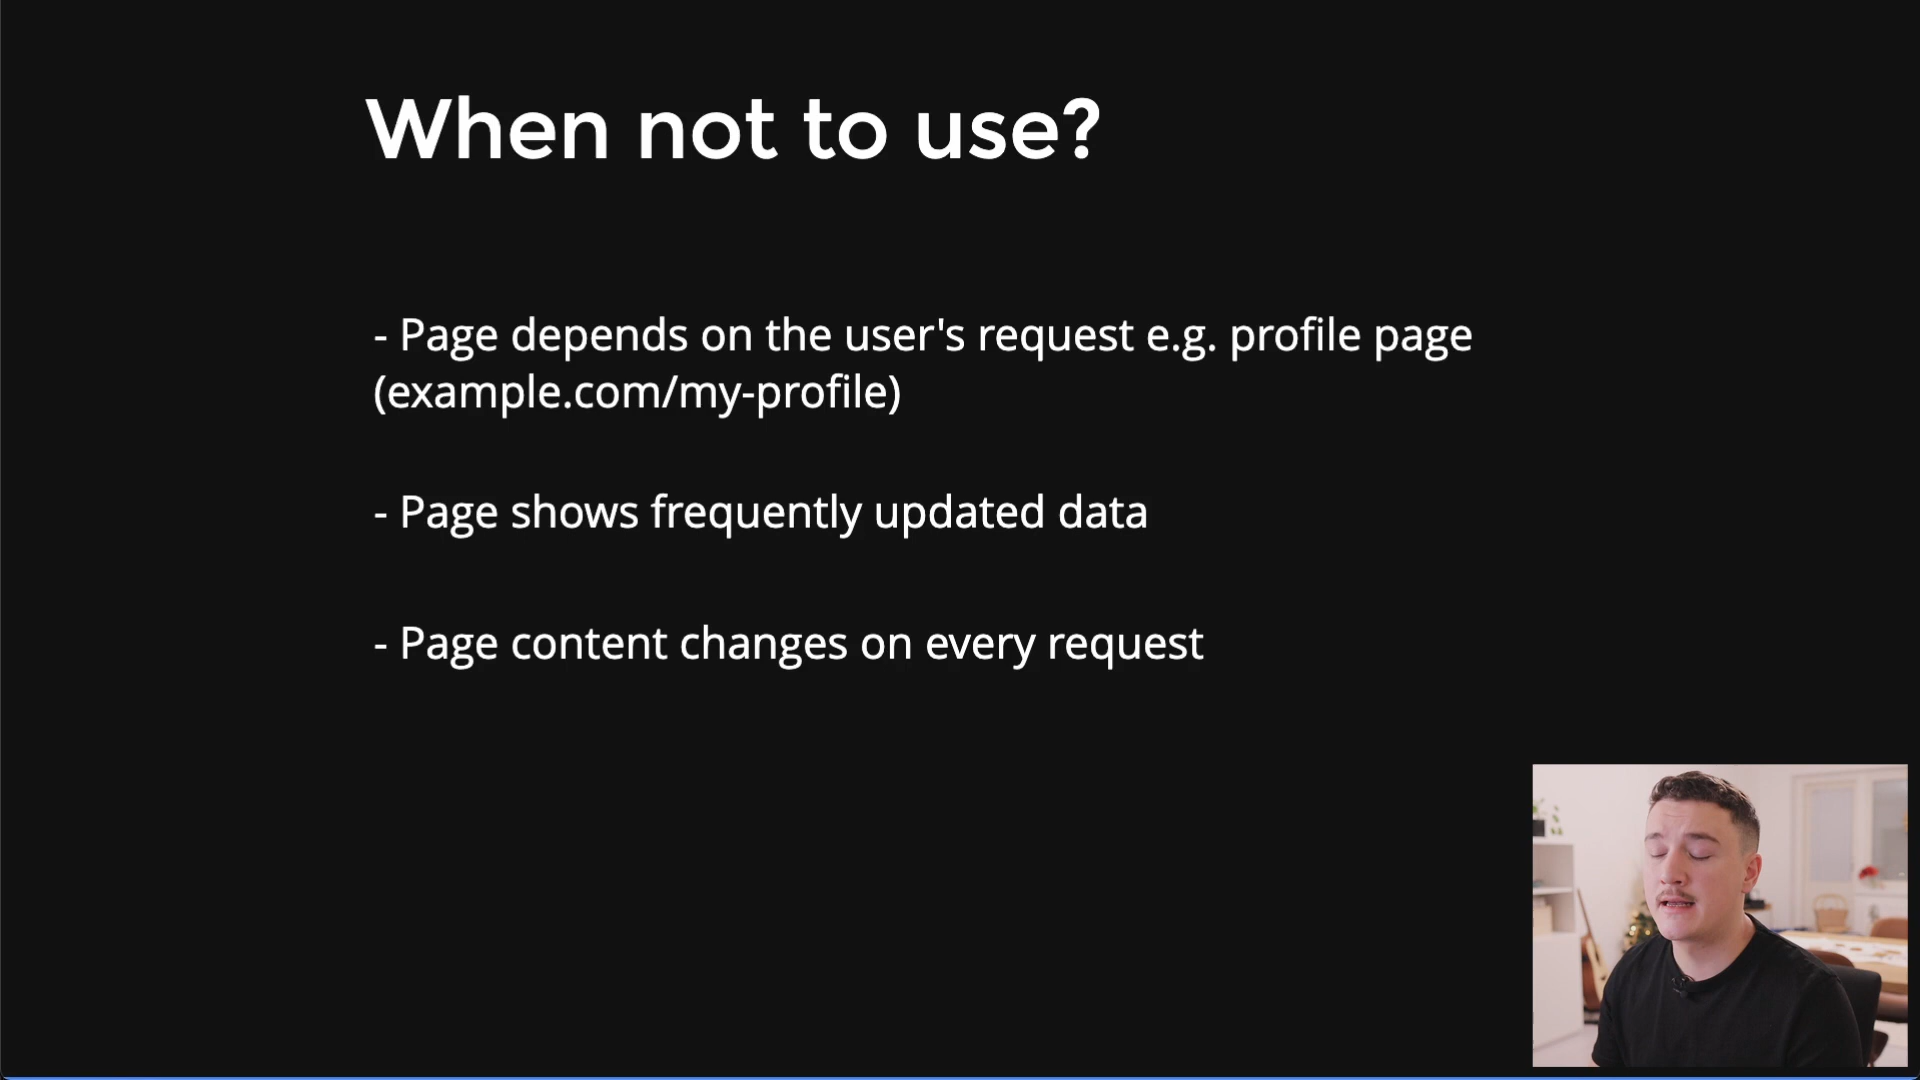 When not to use?
- Page depends on the user's request e.g. profile page
(example.com/my-profile)
- Page shows frequently updated data
- Page content changes on every request